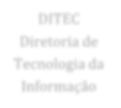 DITEC
Diretoria de
Tecnologia da
Informação